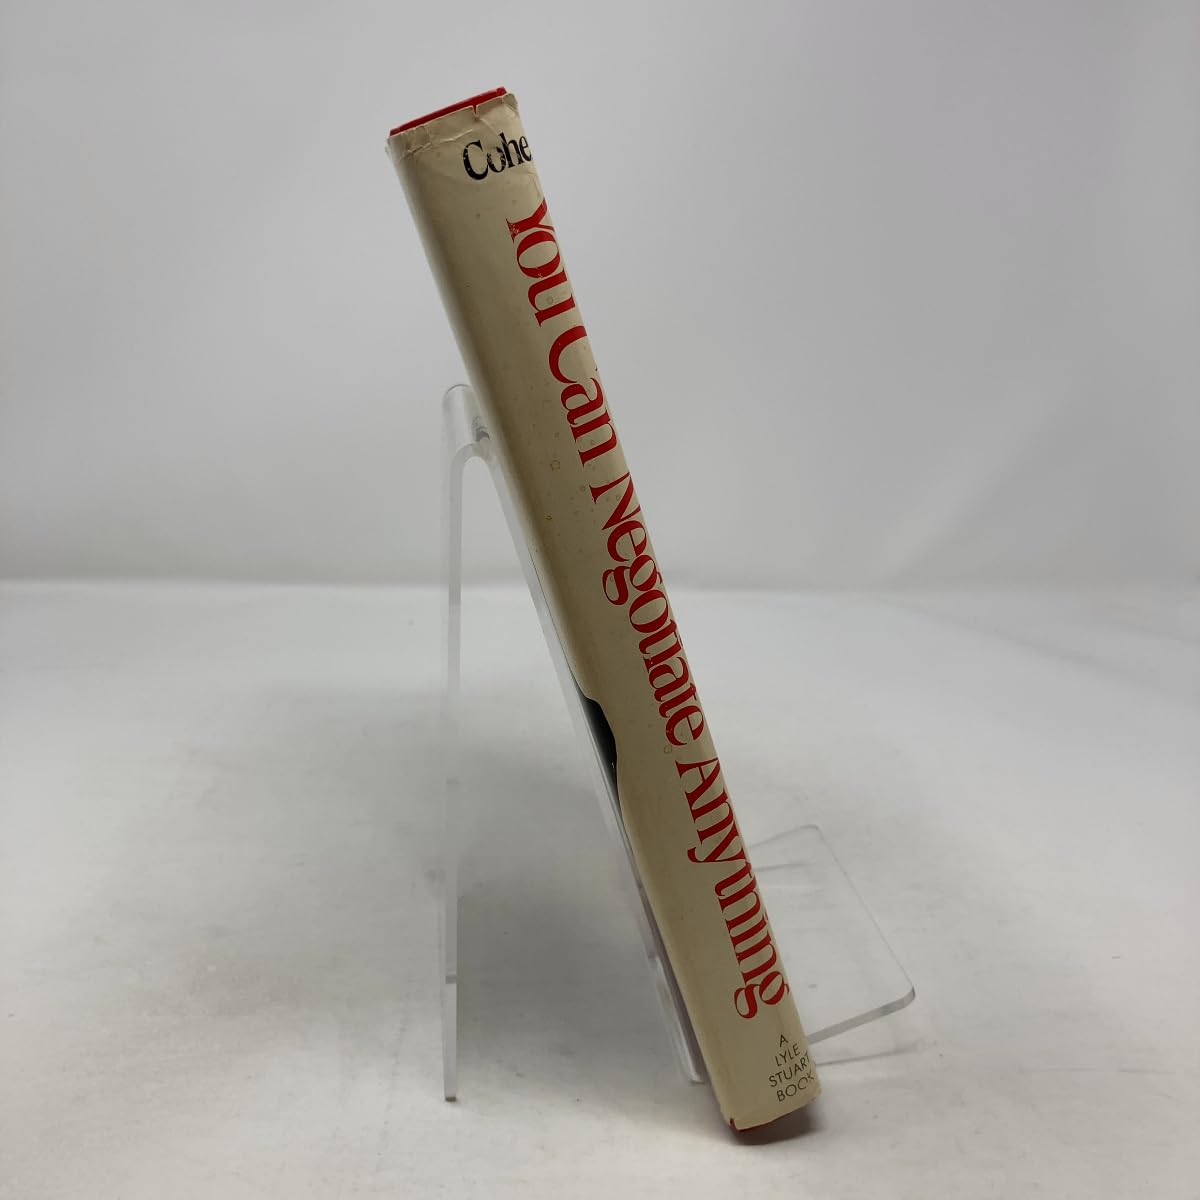 Cohe
You Can Negotiate Anything
A
LYLE
STUART
BOOK